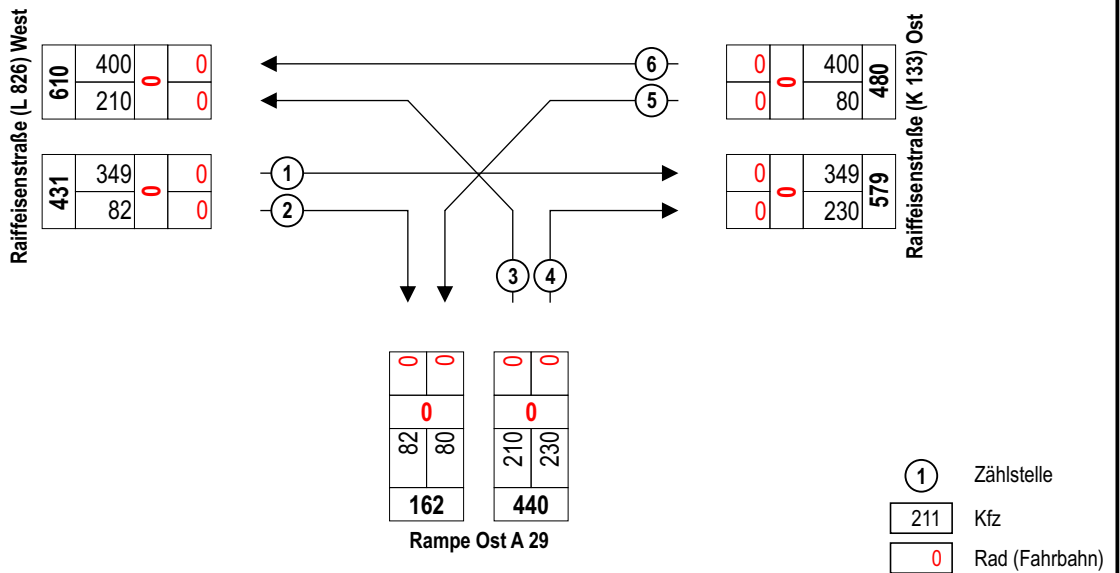 Raiffeisenstraße (L 826) West
610 400 0 0
210 0
431 349 0 0
82 0
6
5
1
2
3
4
0 0 400 480
0 80
0 0 349 579
0 230
Raiffeisenstraße (K 133) Ost
0 0 0 0
0 0
82 80 210 230
162 440
Rampe Ost A 29
1 Zählstelle
211 Kfz
0 Rad (Fahrbahn)